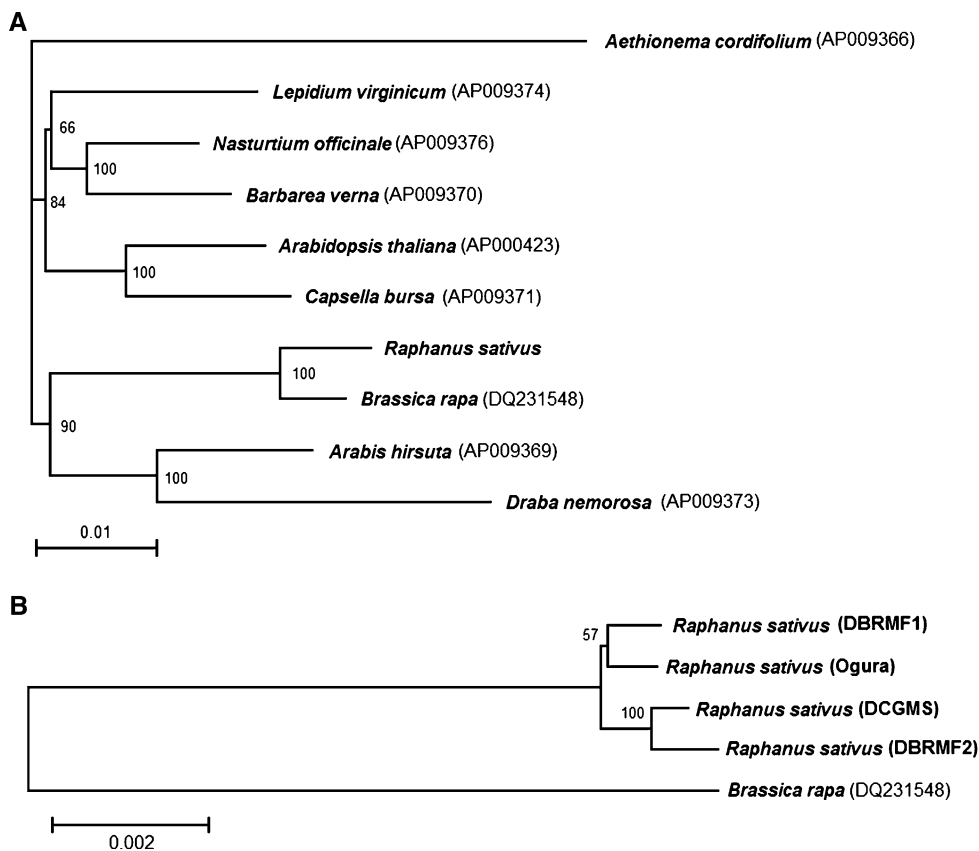 A
Aethionema cordifolium (AP009366)
Lepidium virginicum (AP009374)
66
Nasturtium officinale (AP009376)
100
Barbarea verna (AP009370)
84
Arabidopsis thaliana (AP000423)
100
Capsella bursa (AP009371)
Raphanus sativus
100
Brassica rapa (DQ231548)
90
Arabis hirsuta (AP009369)
100
Draba nemorosa (AP009373)
0.01
B
57
Raphanus sativus (DBRMF1)
Raphanus sativus (Ogura)
100
Raphanus sativus (DCGMS)
Raphanus sativus (DBRMF2)
Brassica rapa (DQ231548)
0.002